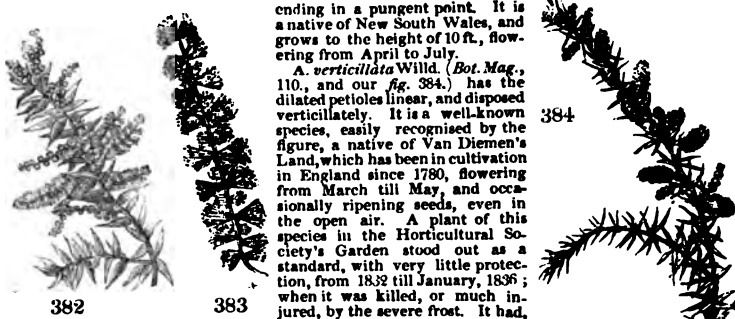 ending in a pungent point. It is
a native of New South Wales, and
grows to the height of 10 ft., flow-
ering from April to July.
A. verticillata Willd. (Bot. Mag.,
110., and our fig. 384.) has the
dilated petioles linear, and disposed
verticillately. It is a well-known
species, easily recognised by the
figure, a native of Van Diemen's
Land, which has been in cultivation
in England since 1780, flowering
from March till May, and occa-
sionally ripening seeds, even in
the open air. A plant of this
species in the Horticultural So-
ciety's Garden stood out as a
standard, with very little protec-
tion, from 1832 till January, 1836;
when it was killed, or much in-
jured, by the severe frost. It had,
382
383
384